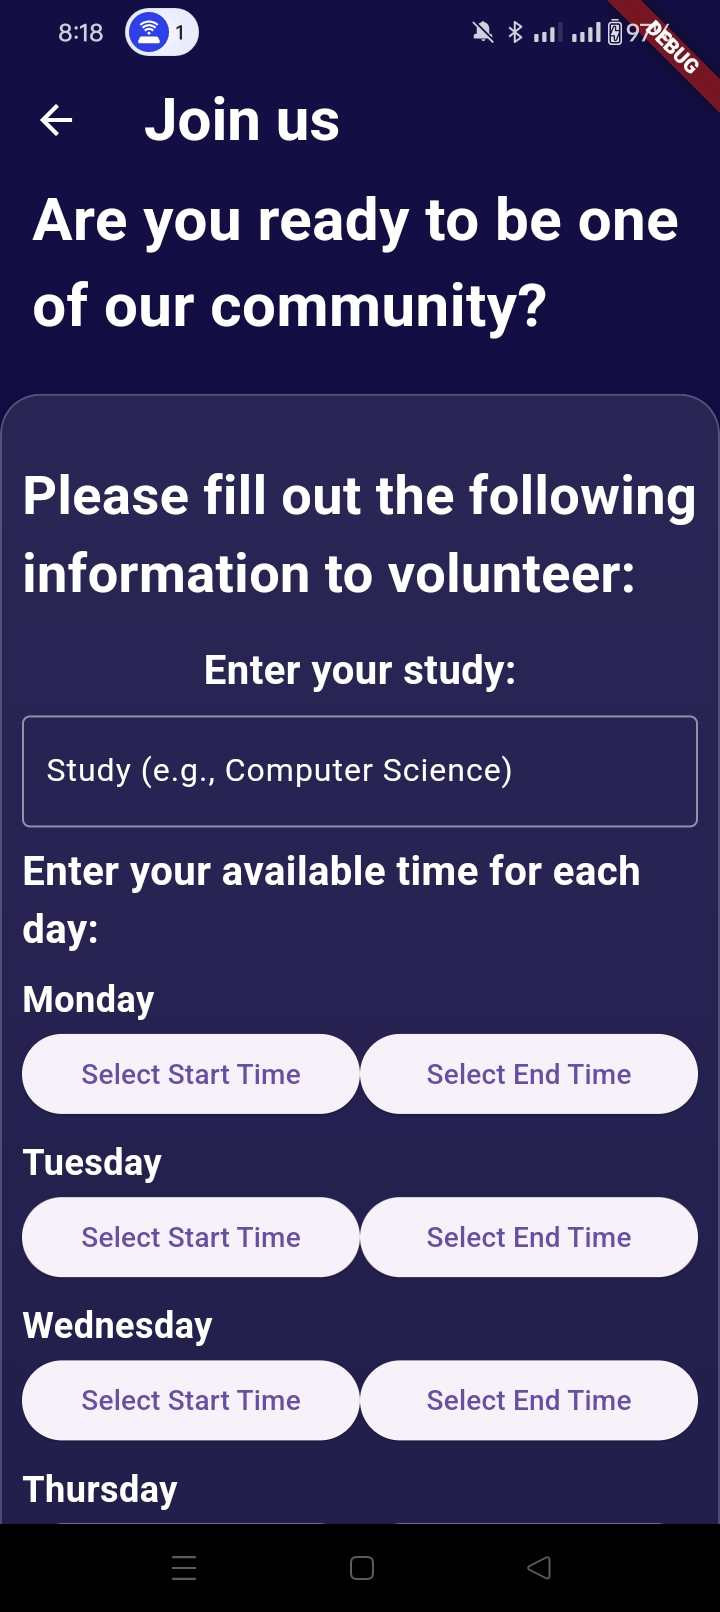 8:18 1 97% DEBUG
Join us
Are you ready to be one
of our community?
Please fill out the following
information to volunteer:
Enter your study:
Study (e.g., Computer Science)
Enter your available time for each
day:
Monday
Select Start Time Select End Time
Tuesday
Select Start Time Select End Time
Wednesday
Select Start Time Select End Time
Thursday